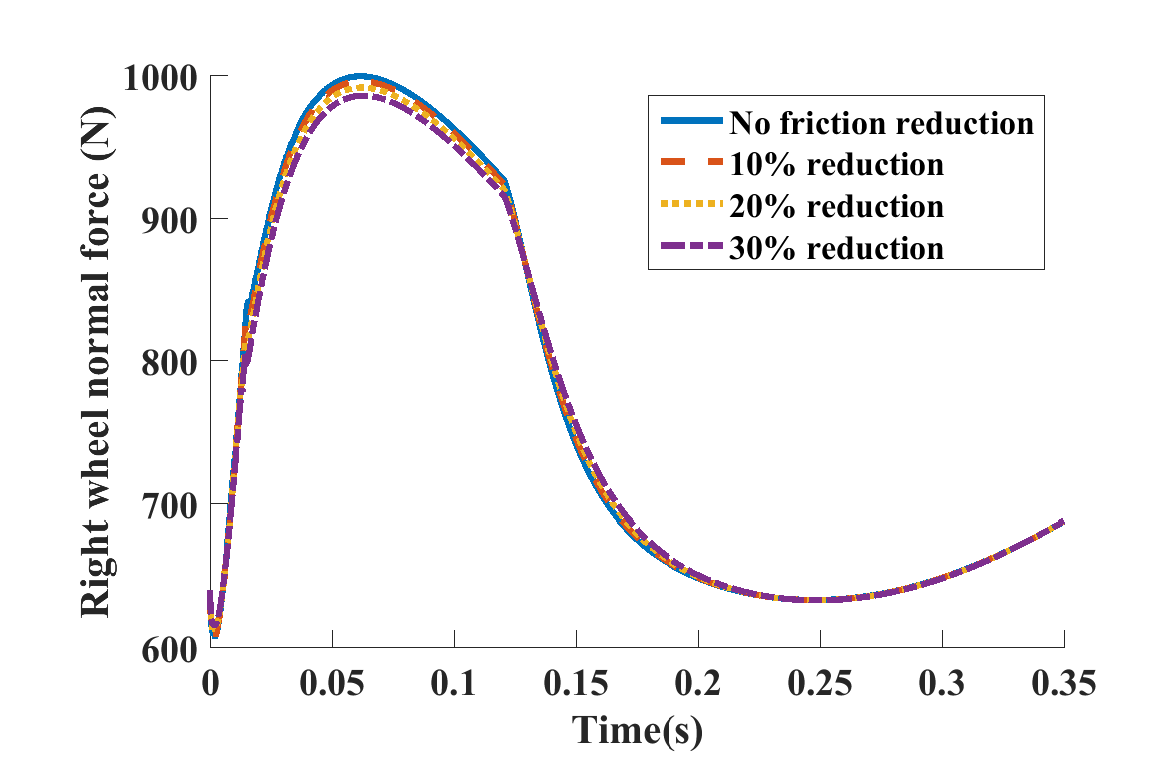 Right wheel normal force (N)
1000
900
800
700
600
No friction reduction
10% reduction
20% reduction
30% reduction
0 0.05 0.1 0.15 0.2 0.25 0.3 0.35
Time(s)